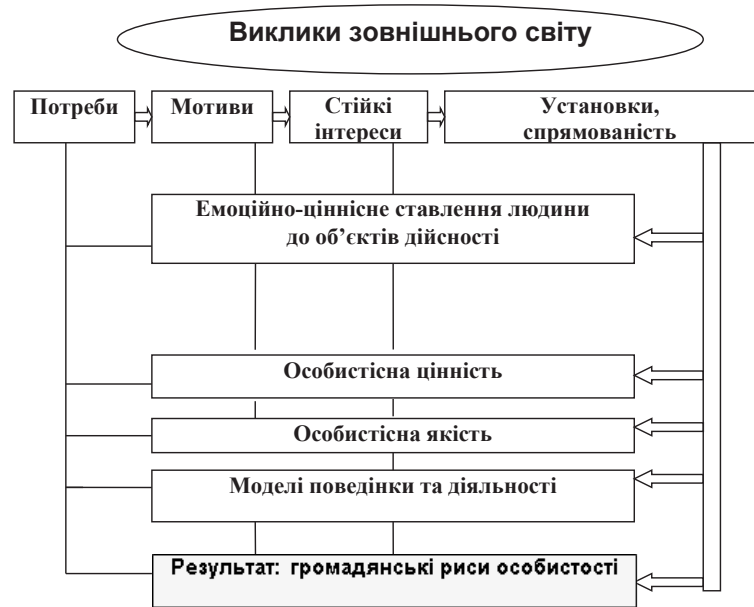 Виклики зовнішнього світу
Потреби
Мотиви
Стійкі
інтереси
Установки,
спрямованість
Емоційно-ціннісне ставлення людини
до об’єктів дійсності
Особистісна цінність
Особистісна якість
Моделі поведінки та діяльності
Результат: громадянські риси особистості